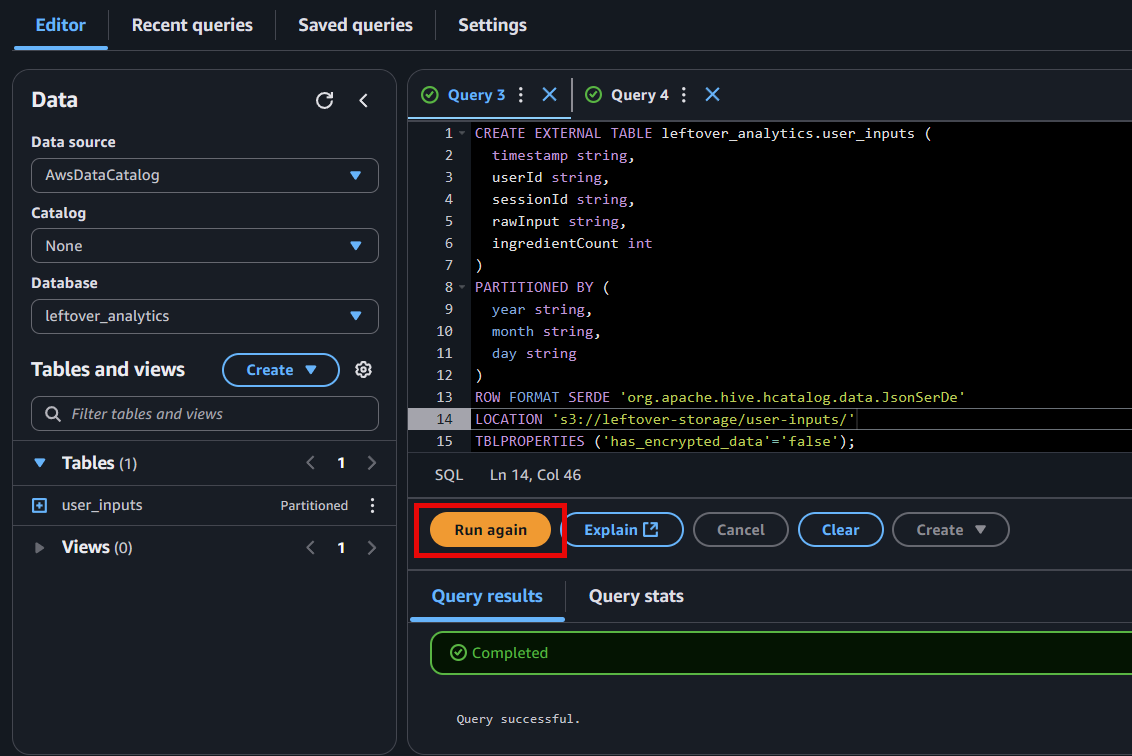 Editor
Recent queries
Saved queries
Settings
Data
Data source
AwsDataCatalog
Catalog
None
Database
leftover_analytics
Tables and views
Create
Filter tables and views
Tables (1)
1
user_inputs
Partitioned
Views (0)
1
Query 3
Query 4
1 CREATE EXTERNAL TABLE leftover_analytics.user_inputs (
2 timestamp string,
3 userId string,
4 sessionId string,
5 rawInput string,
6 ingredientCount int
7 )
8 PARTITIONED BY (
9 year string,
10 month string,
11 day string
12 )
13 ROW FORMAT SERDE 'org.apache.hive.hcatalog.data.JsonSerDe'
14 LOCATION 's3://leftover-storage/user-inputs/'
15 TBLPROPERTIES ('has_encrypted_data'='false');
SQL
Ln 14, Col 46
Run again
Explain
Cancel
Clear
Create
Query results
Query stats
Completed
Query successful.